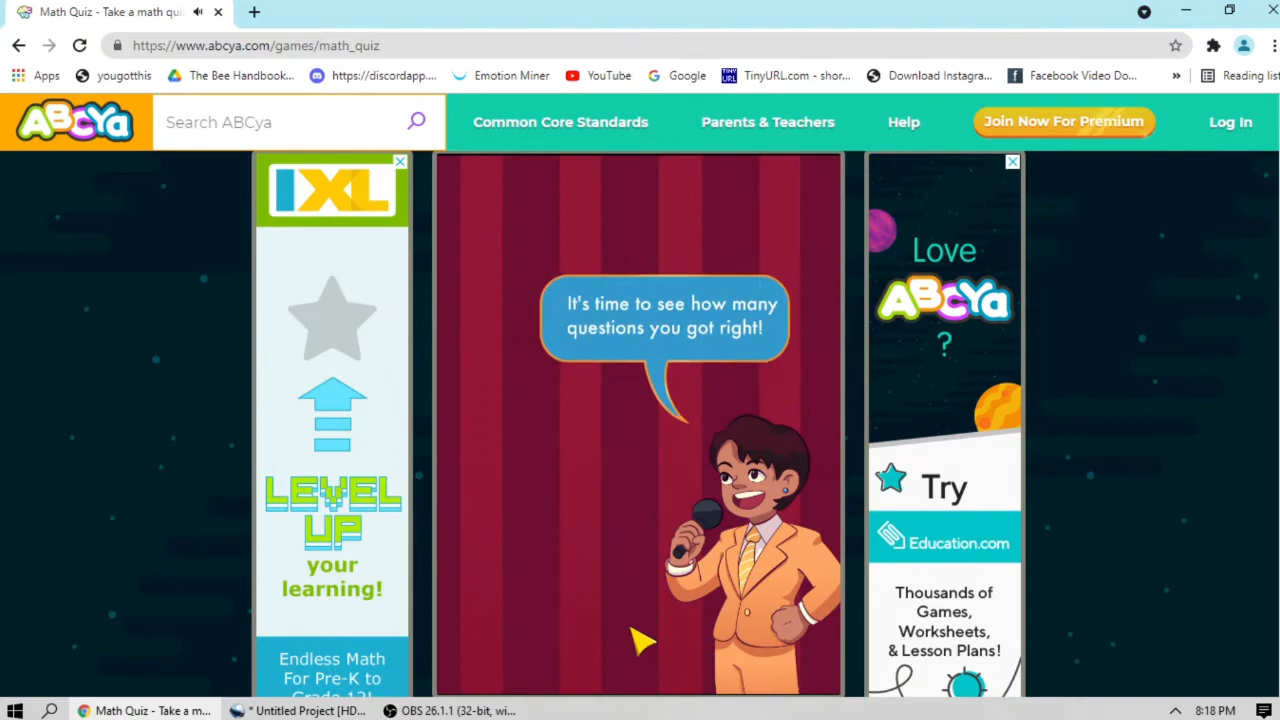 Math Quiz - Take a math qui
https://www.abcya.com/games/math_quiz
Apps yougotthis The Bee Handbook... https://discordapp.... Emotion Miner YouTube Google TinyURL.com - shor... Download Instagra... Facebook Video Do... » Reading list
ABCYa Search ABCya Common Core Standards Parents & Teachers Help Join Now For Premium Log In
IXL
LEVEL
UP
your
learning!
Endless Math
For Pre-K to
Grade 12!
It's time to see how many
questions you got right!
Love
ABCYa
?
Try
Education.com
Thousands of
Games,
Worksheets,
& Lesson Plans!
Math Quiz - Take a m... * Untitled Project [HD... OBS 26.1.1 (32-bit, wi... 8:18 PM